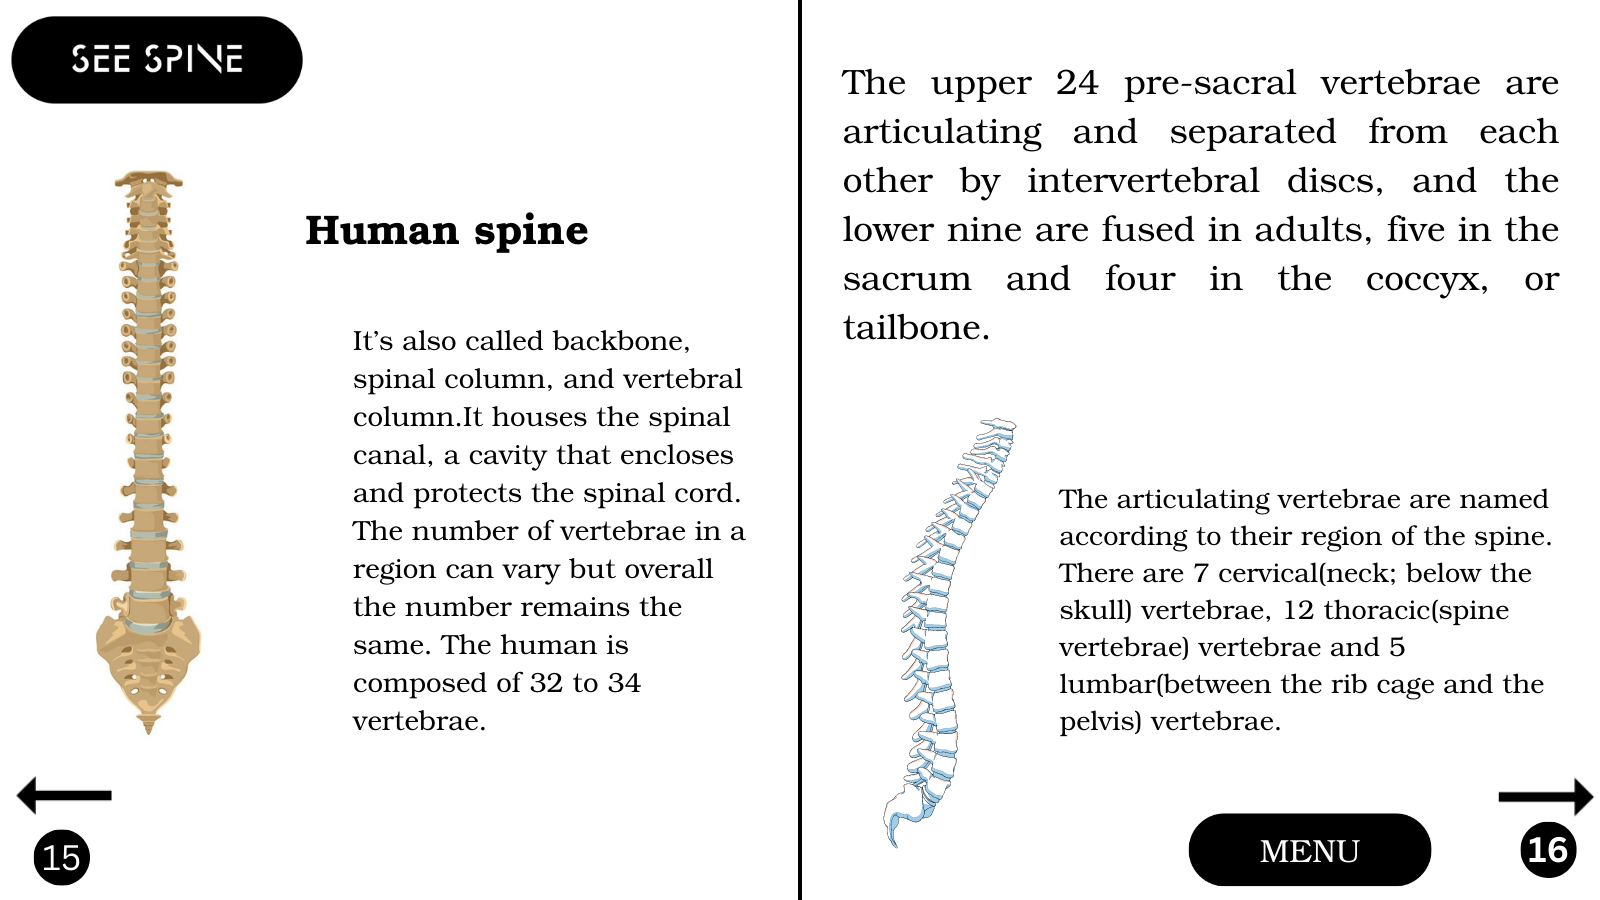 SEE SPINE
Human spine
It's also called backbone,
spinal column, and vertebral
column.It houses the spinal
canal, a cavity that encloses
and protects the spinal cord.
The number of vertebrae in a
region can vary but overall
the number remains the
same. The human is
composed of 32 to 34
vertebrae.
15
The upper 24 pre-sacral vertebrae are
articulating and separated from each
other by intervertebral discs, and the
lower nine are fused in adults, five in the
sacrum and four in the coccyx, or
tailbone.
The articulating vertebrae are named
according to their region of the spine.
There are 7 cervical(neck; below the
skull) vertebrae, 12 thoracic(spine
vertebrae) vertebrae and 5
lumbar(between the rib cage and the
pelvis) vertebrae.
MENU
16